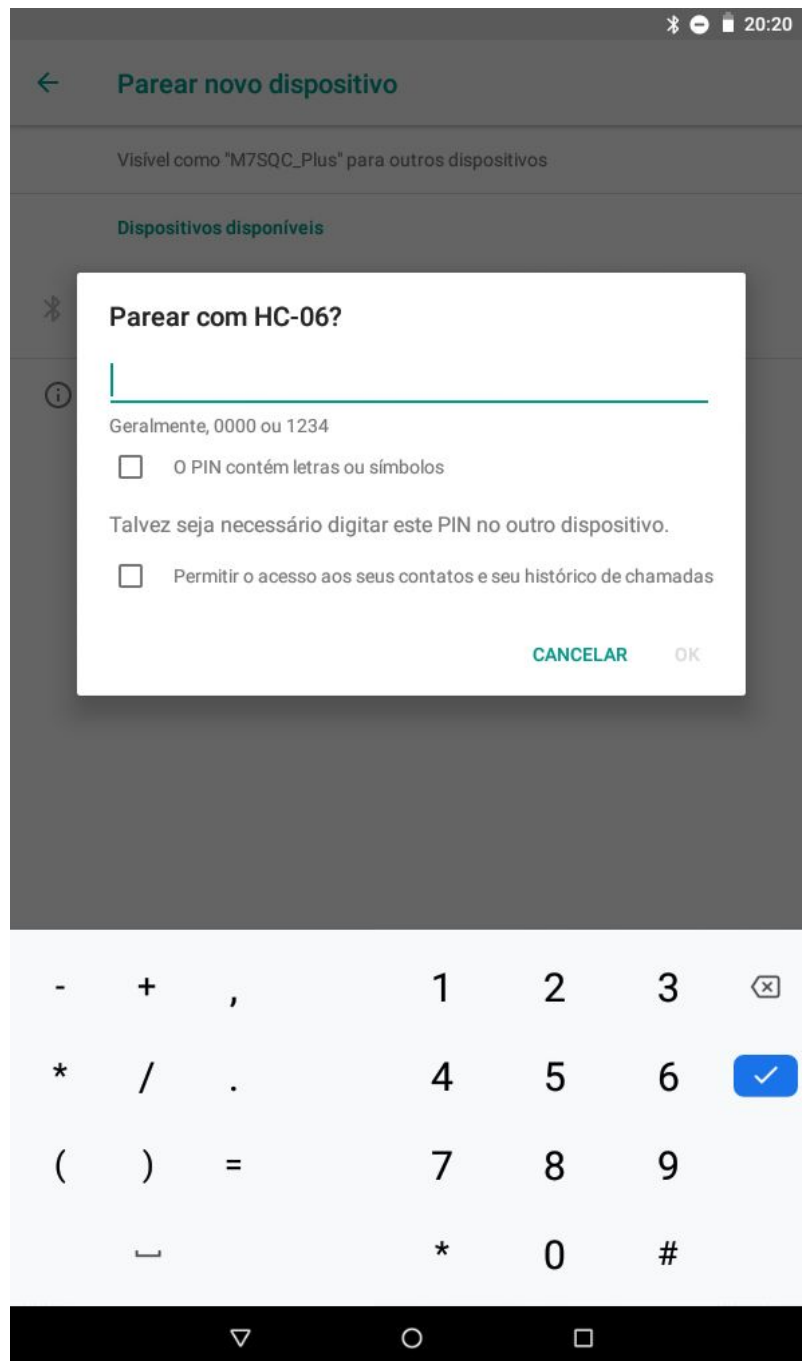 20:20
Parear novo dispositivo
Visível como "M7SQC_Plus" para outros dispositivos
Dispositivos disponíveis
Parear com HC-06?
Geralmente, 0000 ou 1234
O PIN contém letras ou símbolos
Talvez seja necessário digitar este PIN no outro dispositivo.
Permitir o acesso aos seus contatos e seu histórico de chamadas
CANCELAR OK
- + , 1 2 3
* / . 4 5 6
( ) = 7 8 9
* 0 #